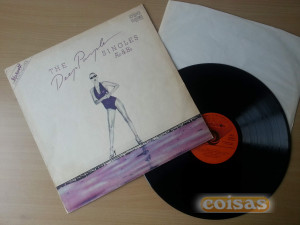 THE
Deep Purple
SINGLES
A's & B's
coisas